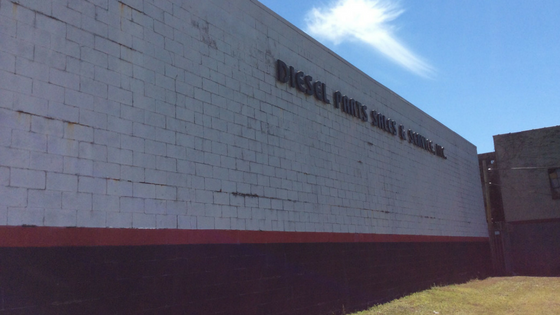 DIESEL PARTS SALES & SERVICE, INC.